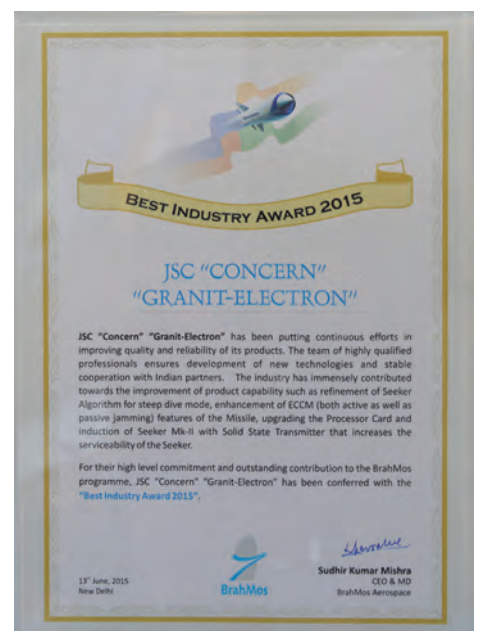 BEST INDUSTRY AWARD 2015
JSC "CONCERN"
"GRANIT-ELECTRON"
JSC "Concern" "Granit-Electron" has been putting continuous efforts in
improving quality and reliability of its products. The team of highly qualified
professionals ensures development of new technologies and stable
cooperation with Indian partners. The industry has immensely contributed
towards the improvement of product capability such as refinement of Seeker
Algorithm for steep dive mode, enhancement of ECCM (both active as well as
passive jamming) features of the Missile, upgrading the Processor Card and
induction of Seeker Mk-II with Solid State Transmitter that increases the
serviceability of the Seeker.
For their high level commitment and outstanding contribution to the BrahMos
programme, JSC "Concern" "Granit-Electron" has been conferred with the
"Best Industry Award 2015".
13th June, 2015
New Delhi
BrahMos
Sudhir Kumar Mishra
CEO & MD
BrahMos Aerospace